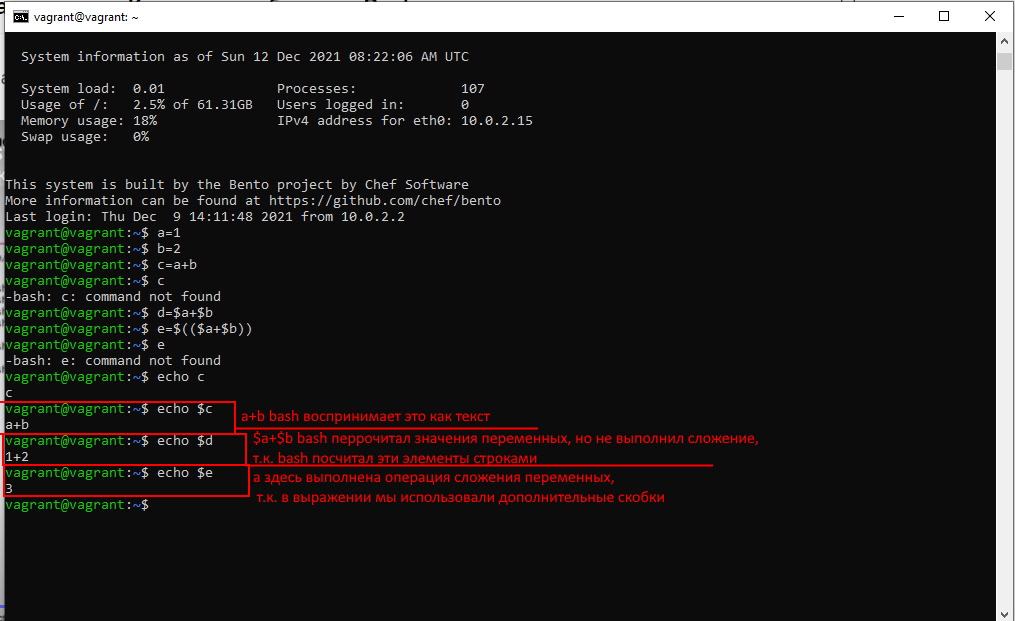 vagrant@vagrant: ~
System information as of Sun 12 Dec 2021 08:22:06 AM UTC
System load: 0.01 Processes: 107
Usage of /: 2.5% of 61.31GB Users logged in: 0
Memory usage: 18% IPv4 address for eth0: 10.0.2.15
Swap usage: 0%
This system is built by the Bento project by Chef Software
More information can be found at https://github.com/chef/bento
Last login: Thu Dec 9 14:11:48 2021 from 10.0.2.2
vagrant@vagrant:~$ a=1
vagrant@vagrant:~$ b=2
vagrant@vagrant:~$ c=a+b
vagrant@vagrant:~$ c
-bash: c: command not found
vagrant@vagrant:~$ d=$a+$b
vagrant@vagrant:~$ e=$(($a+$b))
vagrant@vagrant:~$ e
-bash: e: command not found
vagrant@vagrant:~$ echo c
c
vagrant@vagrant:~$ echo $c
a+b bash воспринимает это как текст
a+b
vagrant@vagrant:~$ echo $d
$a+$b bash перрочитал значения переменных, но не выполнил сложение,
1+2
т.к. bash посчитал эти элементы строками
vagrant@vagrant:~$ echo $e
а здесь выполнена операция сложения переменных,
3
т.к. в выражении мы использовали дополнительные скобки
vagrant@vagrant:~$